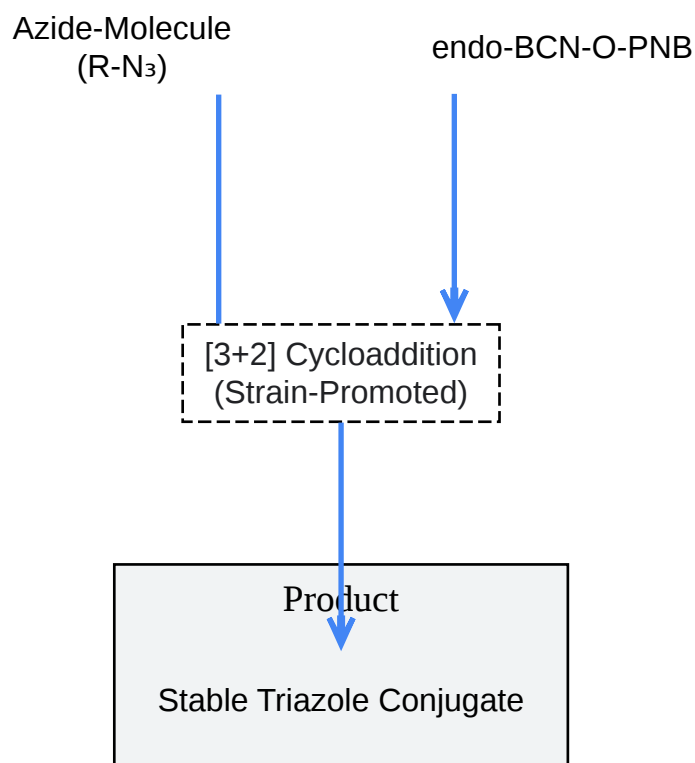 Azide-Molecule
(R-N₃)
endo-BCN-O-PNB
[3+2] Cycloaddition
(Strain-Promoted)
Product
Stable Triazole Conjugate